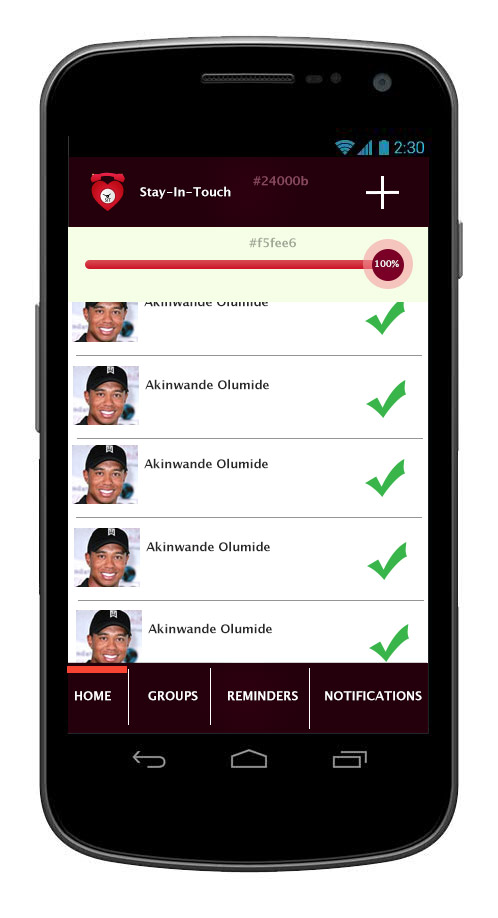 2:30
Stay-In-Touch
#24000b
#f5fee6
100%
Akinwande Olumide
Akinwande Olumide
Akinwande Olumide
Akinwande Olumide
Akinwande Olumide
HOME
GROUPS
REMINDERS
NOTIFICATIONS